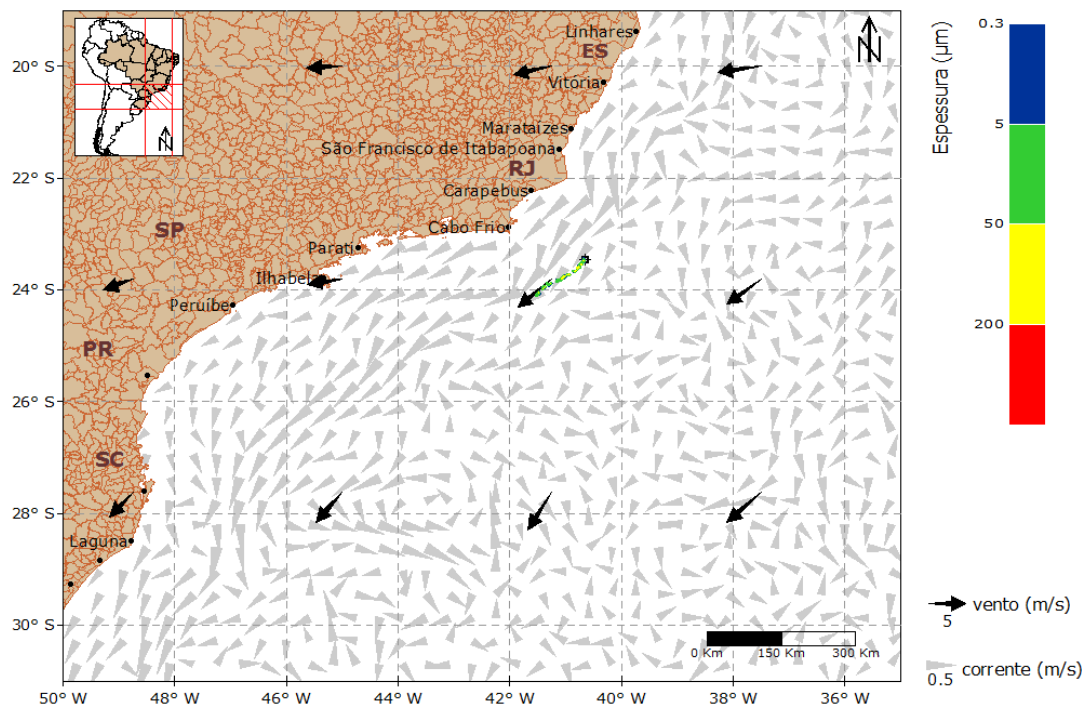 20° S
22° S
24° S
26° S
28° S
30° S
50° W
48° W
46° W
44° W
42° W
40° W
38° W
36° W
N
N
Linhares
ES
Vitória
Marataizes
São Francisco de Itabapoana
RJ
Carapebus
SP
Cabo Frio
Parati
Ilhabela
Peruibe
PR
SC
Laguna
0 Km
150 Km
300 Km
Espessura (µm)
0.3
5
50
200
vento (m/s)
5
corrente (m/s)
0.5